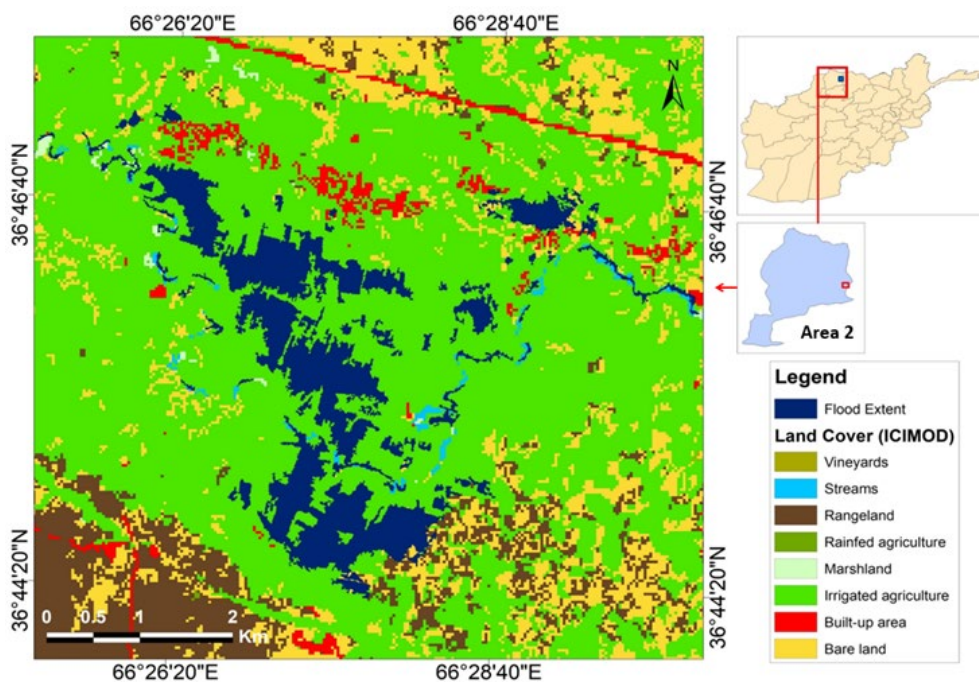 66°26'20"E
66°28'40"E
N
36°46'40"N
36°46'40"N
Area 2
Legend
Flood Extent
Land Cover (ICIMOD)
Vineyards
Streams
Rangeland
Rainfed agriculture
Marshland
Irrigated agriculture
Built-up area
Bare land
36°44'20"N
36°44'20"N
0 0.5 1 2
Km
66°26'20"E
66°28'40"E